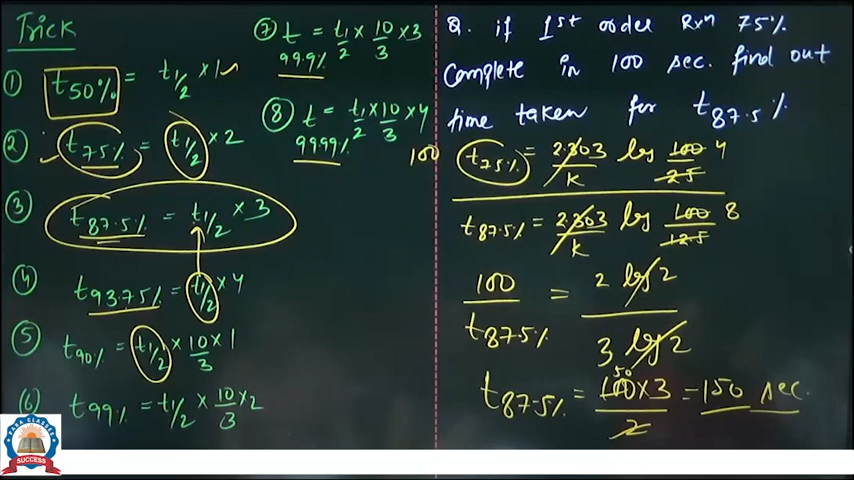 Trick
① t50% = t1/2 × 1
② t75% = t1/2 × 2
③ t87.5% = t1/2 × 3
④ t93.75% = t1/2 × 4
⑤ t90% = t1/2 × 10/3 × 1
⑥ t99% = t1/2 × 10/3 × 2
⑦ t 99.9% = t1/2 × 10/3 × 3
⑧ t 99.99% = t1/2 × 10/3 × 4
Q. if 1st order Rxn 75%
Complete in 100 sec. find out
time taken for t87.5%
100 t75% = 2.303/K log 100/25 4
t87.5% = 2.303/K log 100/12.5 8
100/t87.5% = 2 log 2/3 log 2
t87.5% = 100 50 × 3/2 = 150 sec.
PARA CLASSES
SUCCESS